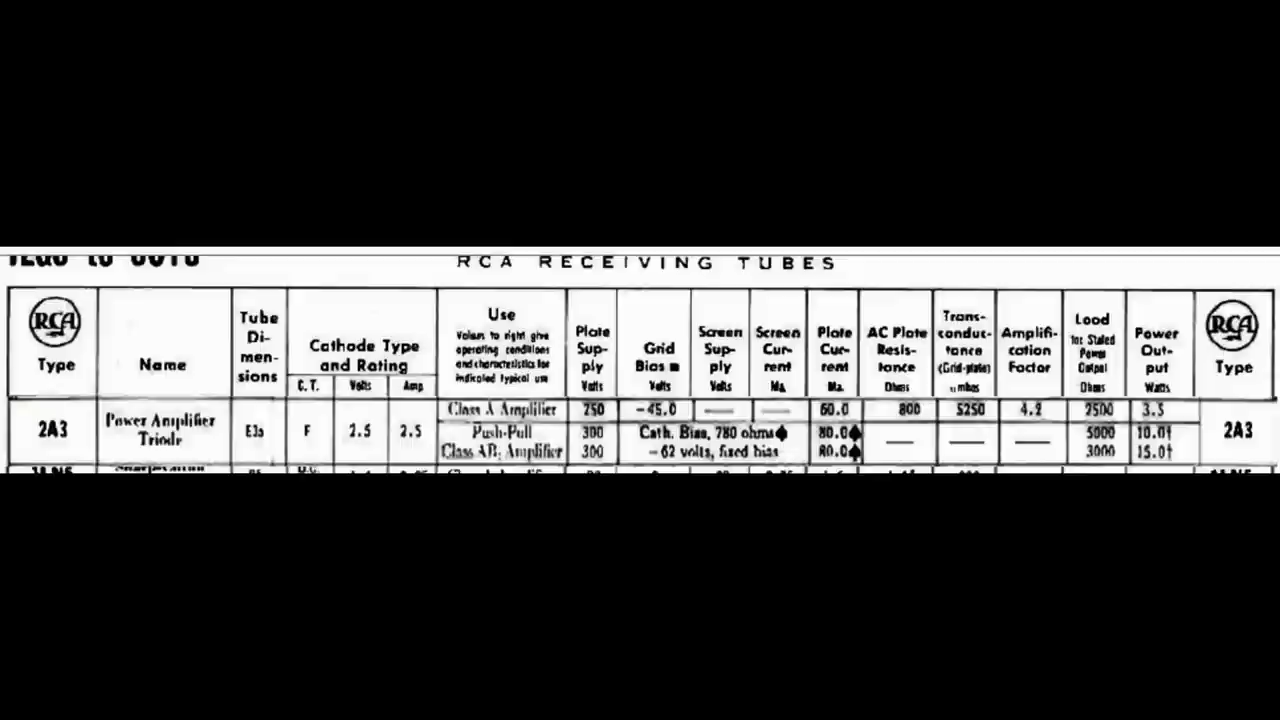 RCA RECEIVING TUBES
RCA Type
Name
Tube Di- men- sions
Cathode Type and Rating
C.T. Volts Amp
Use
Values to right give operating conditions and characteristics for indicated typical use
Plate Sup- ply Volts
Grid Bias ■ Volts
Screen Sup- ply Volts
Screen Cur- rent Ma.
Plate Cur- rent Ma.
AC Plate Resis- tance Ohms
Trans- conduc- tance (Grid-plate) µmhos
Amplifi- cation Factor
Load for Stated Power Output Ohms
Power Out- put Watts
RCA Type
2A3 Power Amplifier Triode F 2.5 2.5 2A3
Class A Amplifier 250 -45.0 — — 60.0 800 5250 4.2 2500 3.5
Push-Pull 300 Cath. Bias, 780 ohms♠ 80.0♠ — — — 5000 10.0†
Class AB₁ Amplifier 300 -62 volts, fixed bias 80.0♠ 3000 15.0†